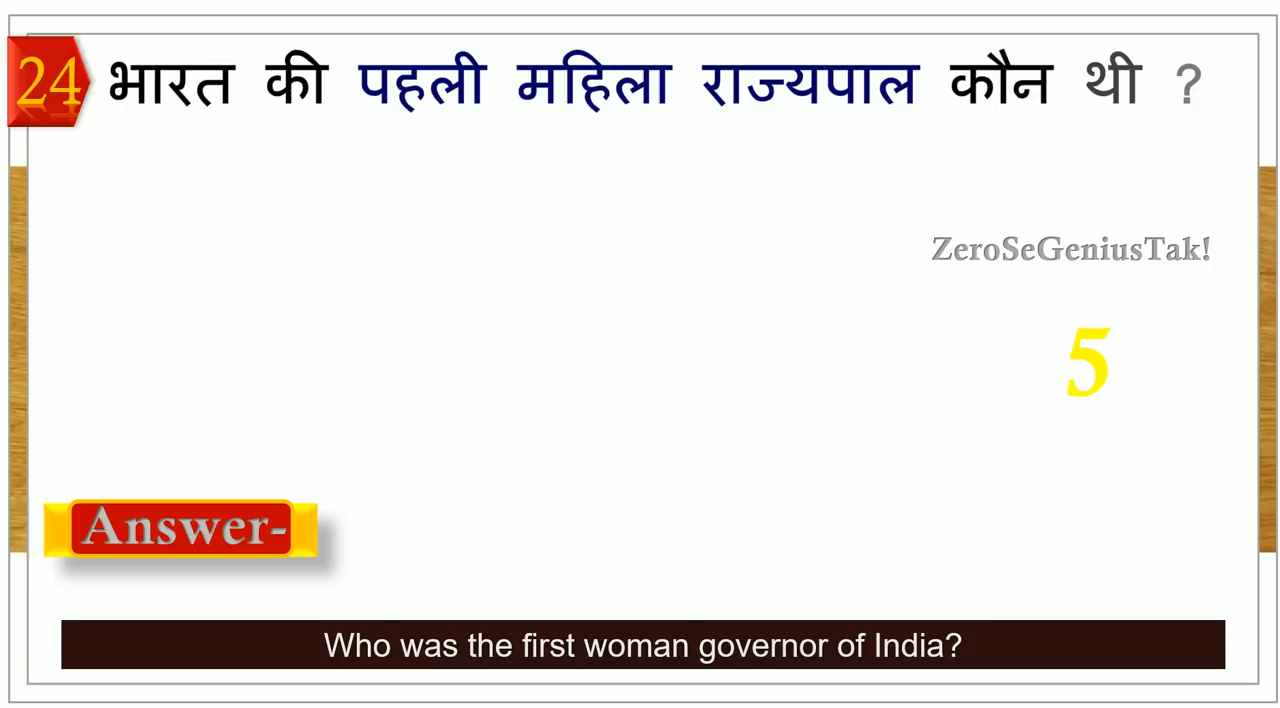 24 भारत की पहली महिला राज्यपाल कौन थी ?
ZeroSeGeniusTak!
5
Answer-
Who was the first woman governor of India?